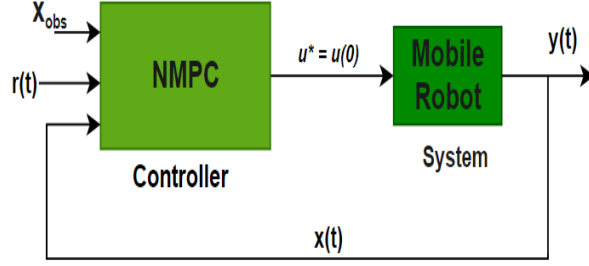 Xobs
r(t)
NMPC
Controller
u* = u(0)
Mobile
Robot
System
y(t)
x(t)